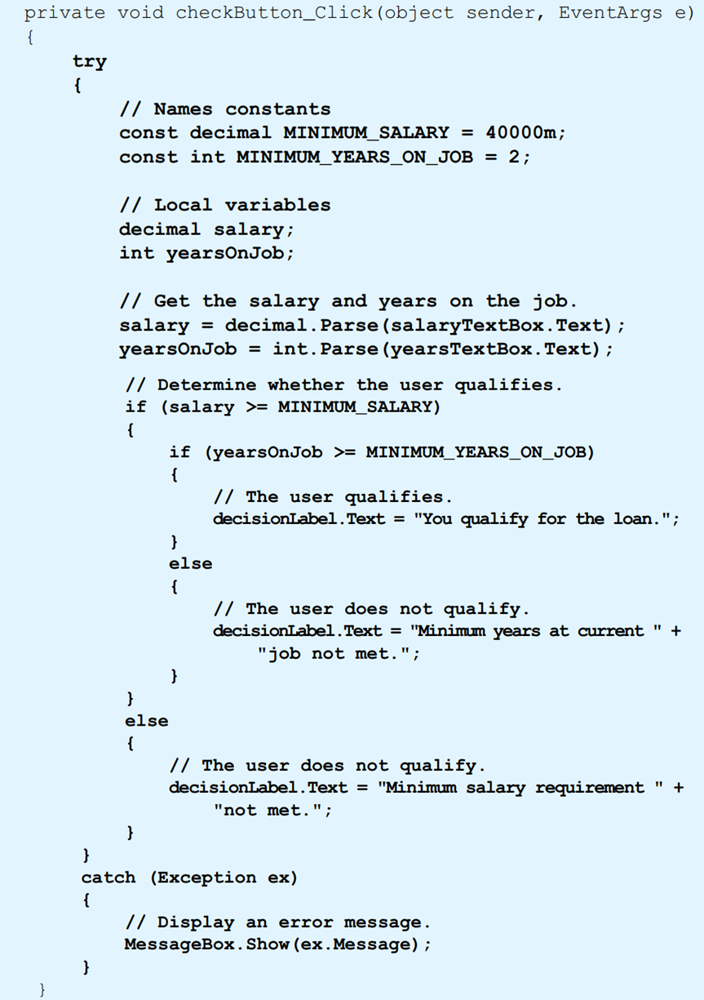 private void checkButton_Click(object sender, EventArgs e)
{
try
{
// Names constants
const decimal MINIMUM_SALARY = 40000m;
const int MINIMUM_YEARS_ON_JOB = 2;
// Local variables
decimal salary;
int yearsOnJob;
// Get the salary and years on the job.
salary = decimal.Parse(salaryTextBox.Text);
yearsOnJob = int.Parse(yearsTextBox.Text);
// Determine whether the user qualifies.
if (salary >= MINIMUM_SALARY)
{
if (yearsOnJob >= MINIMUM_YEARS_ON_JOB)
{
// The user qualifies.
decisionLabel.Text = "You qualify for the loan.";
}
else
{
// The user does not qualify.
decisionLabel.Text = "Minimum years at current " +
"job not met.";
}
}
else
{
// The user does not qualify.
decisionLabel.Text = "Minimum salary requirement " +
"not met.";
}
}
catch (Exception ex)
{
// Display an error message.
MessageBox.Show(ex.Message);
}
}